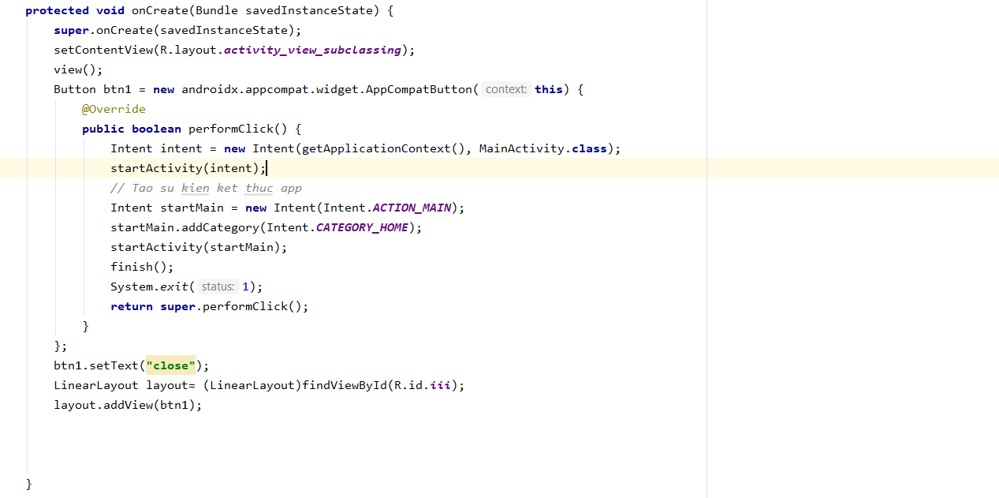 protected void onCreate(Bundle savedInstanceState) {
super.onCreate(savedInstanceState);
setContentView(R.layout.activity_view_subclassing);
view();
Button btn1 = new androidx.appcompat.widget.AppCompatButton( context: this) {
@Override
public boolean performClick() {
Intent intent = new Intent(getApplicationContext(), MainActivity.class);
startActivity(intent);
// Tao su kien ket thuc app
Intent startMain = new Intent(Intent.ACTION_MAIN);
startMain.addCategory(Intent.CATEGORY_HOME);
startActivity(startMain);
finish();
System.exit( status: 1);
return super.performClick();
}
};
btn1.setText("close");
LinearLayout layout= (LinearLayout)findViewById(R.id.iii);
layout.addView(btn1);
}